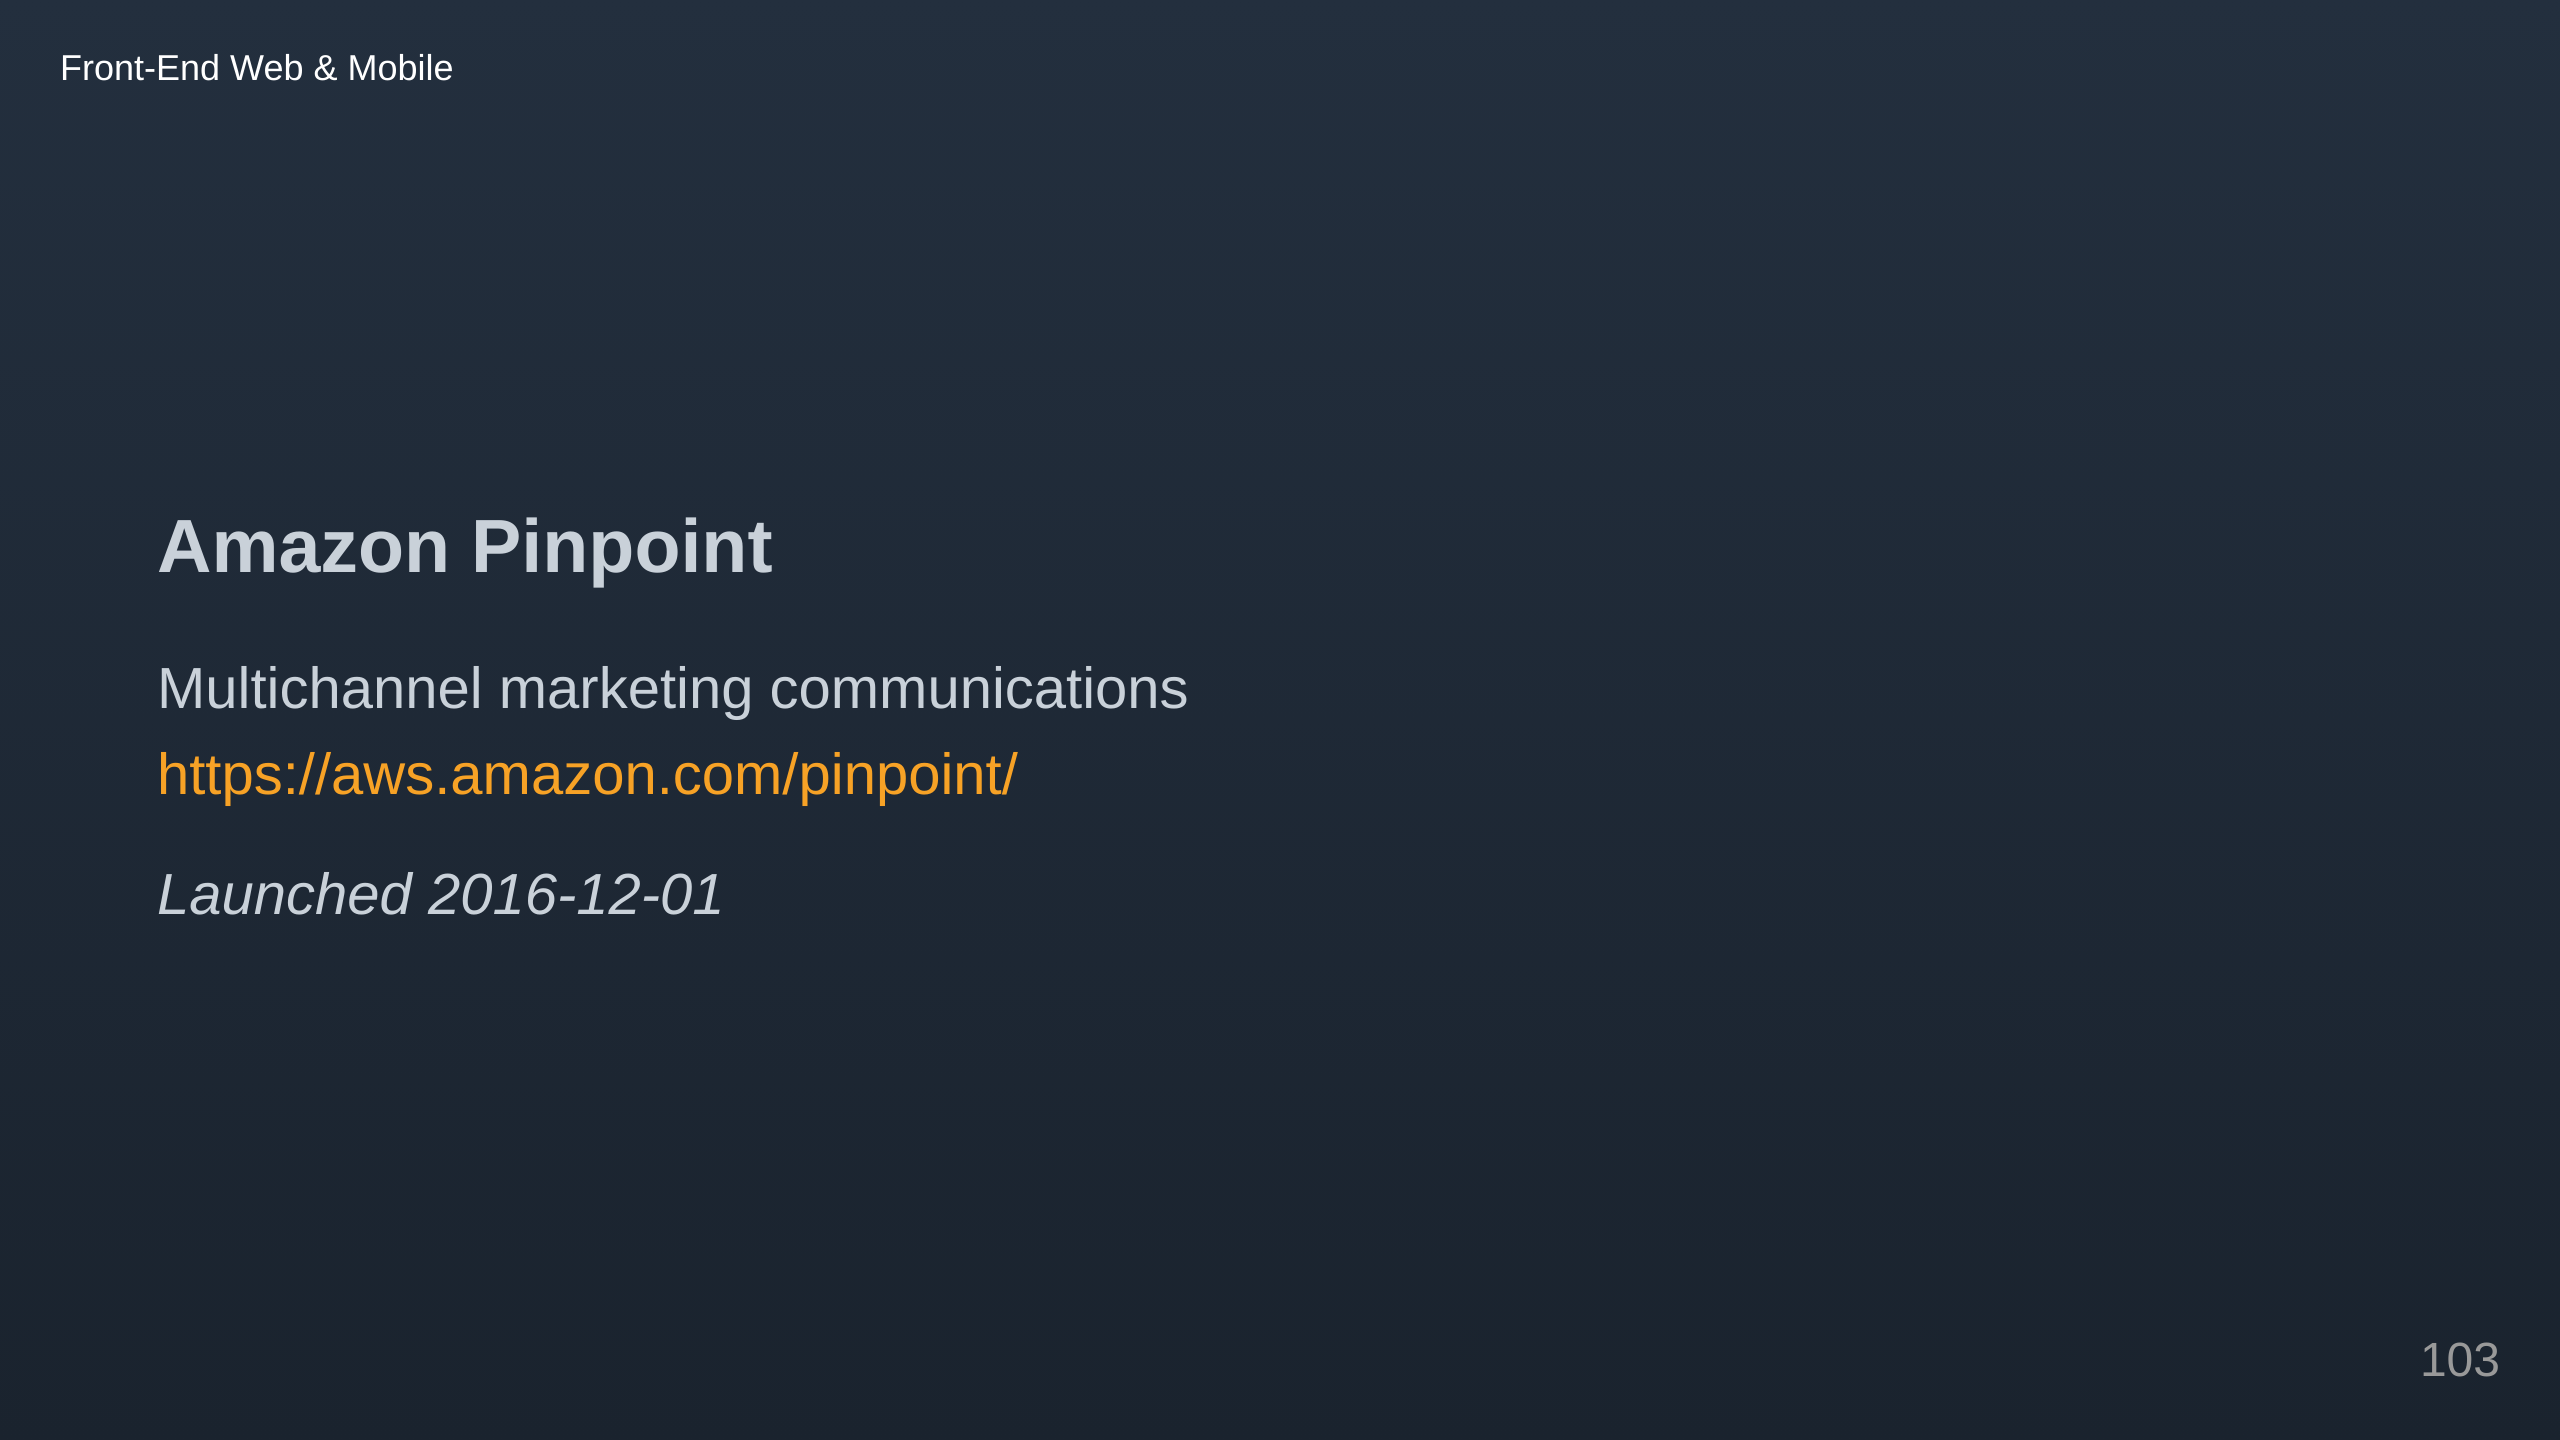 Front-End Web & Mobile
Amazon Pinpoint
Multichannel marketing communications
https://aws.amazon.com/pinpoint/
Launched 2016-12-01
103